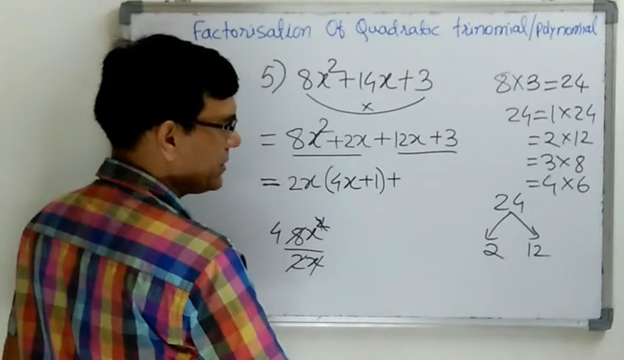 Factorisation Of Quadratic trinomial/polynomial
5) 8x²+14x+3
x
= 8x²+2x+12x+3
= 2x(4x+1)+
4 8x²
2x
8×3=24
24=1×24
=2×12
=3×8
=4×6
24
2 12